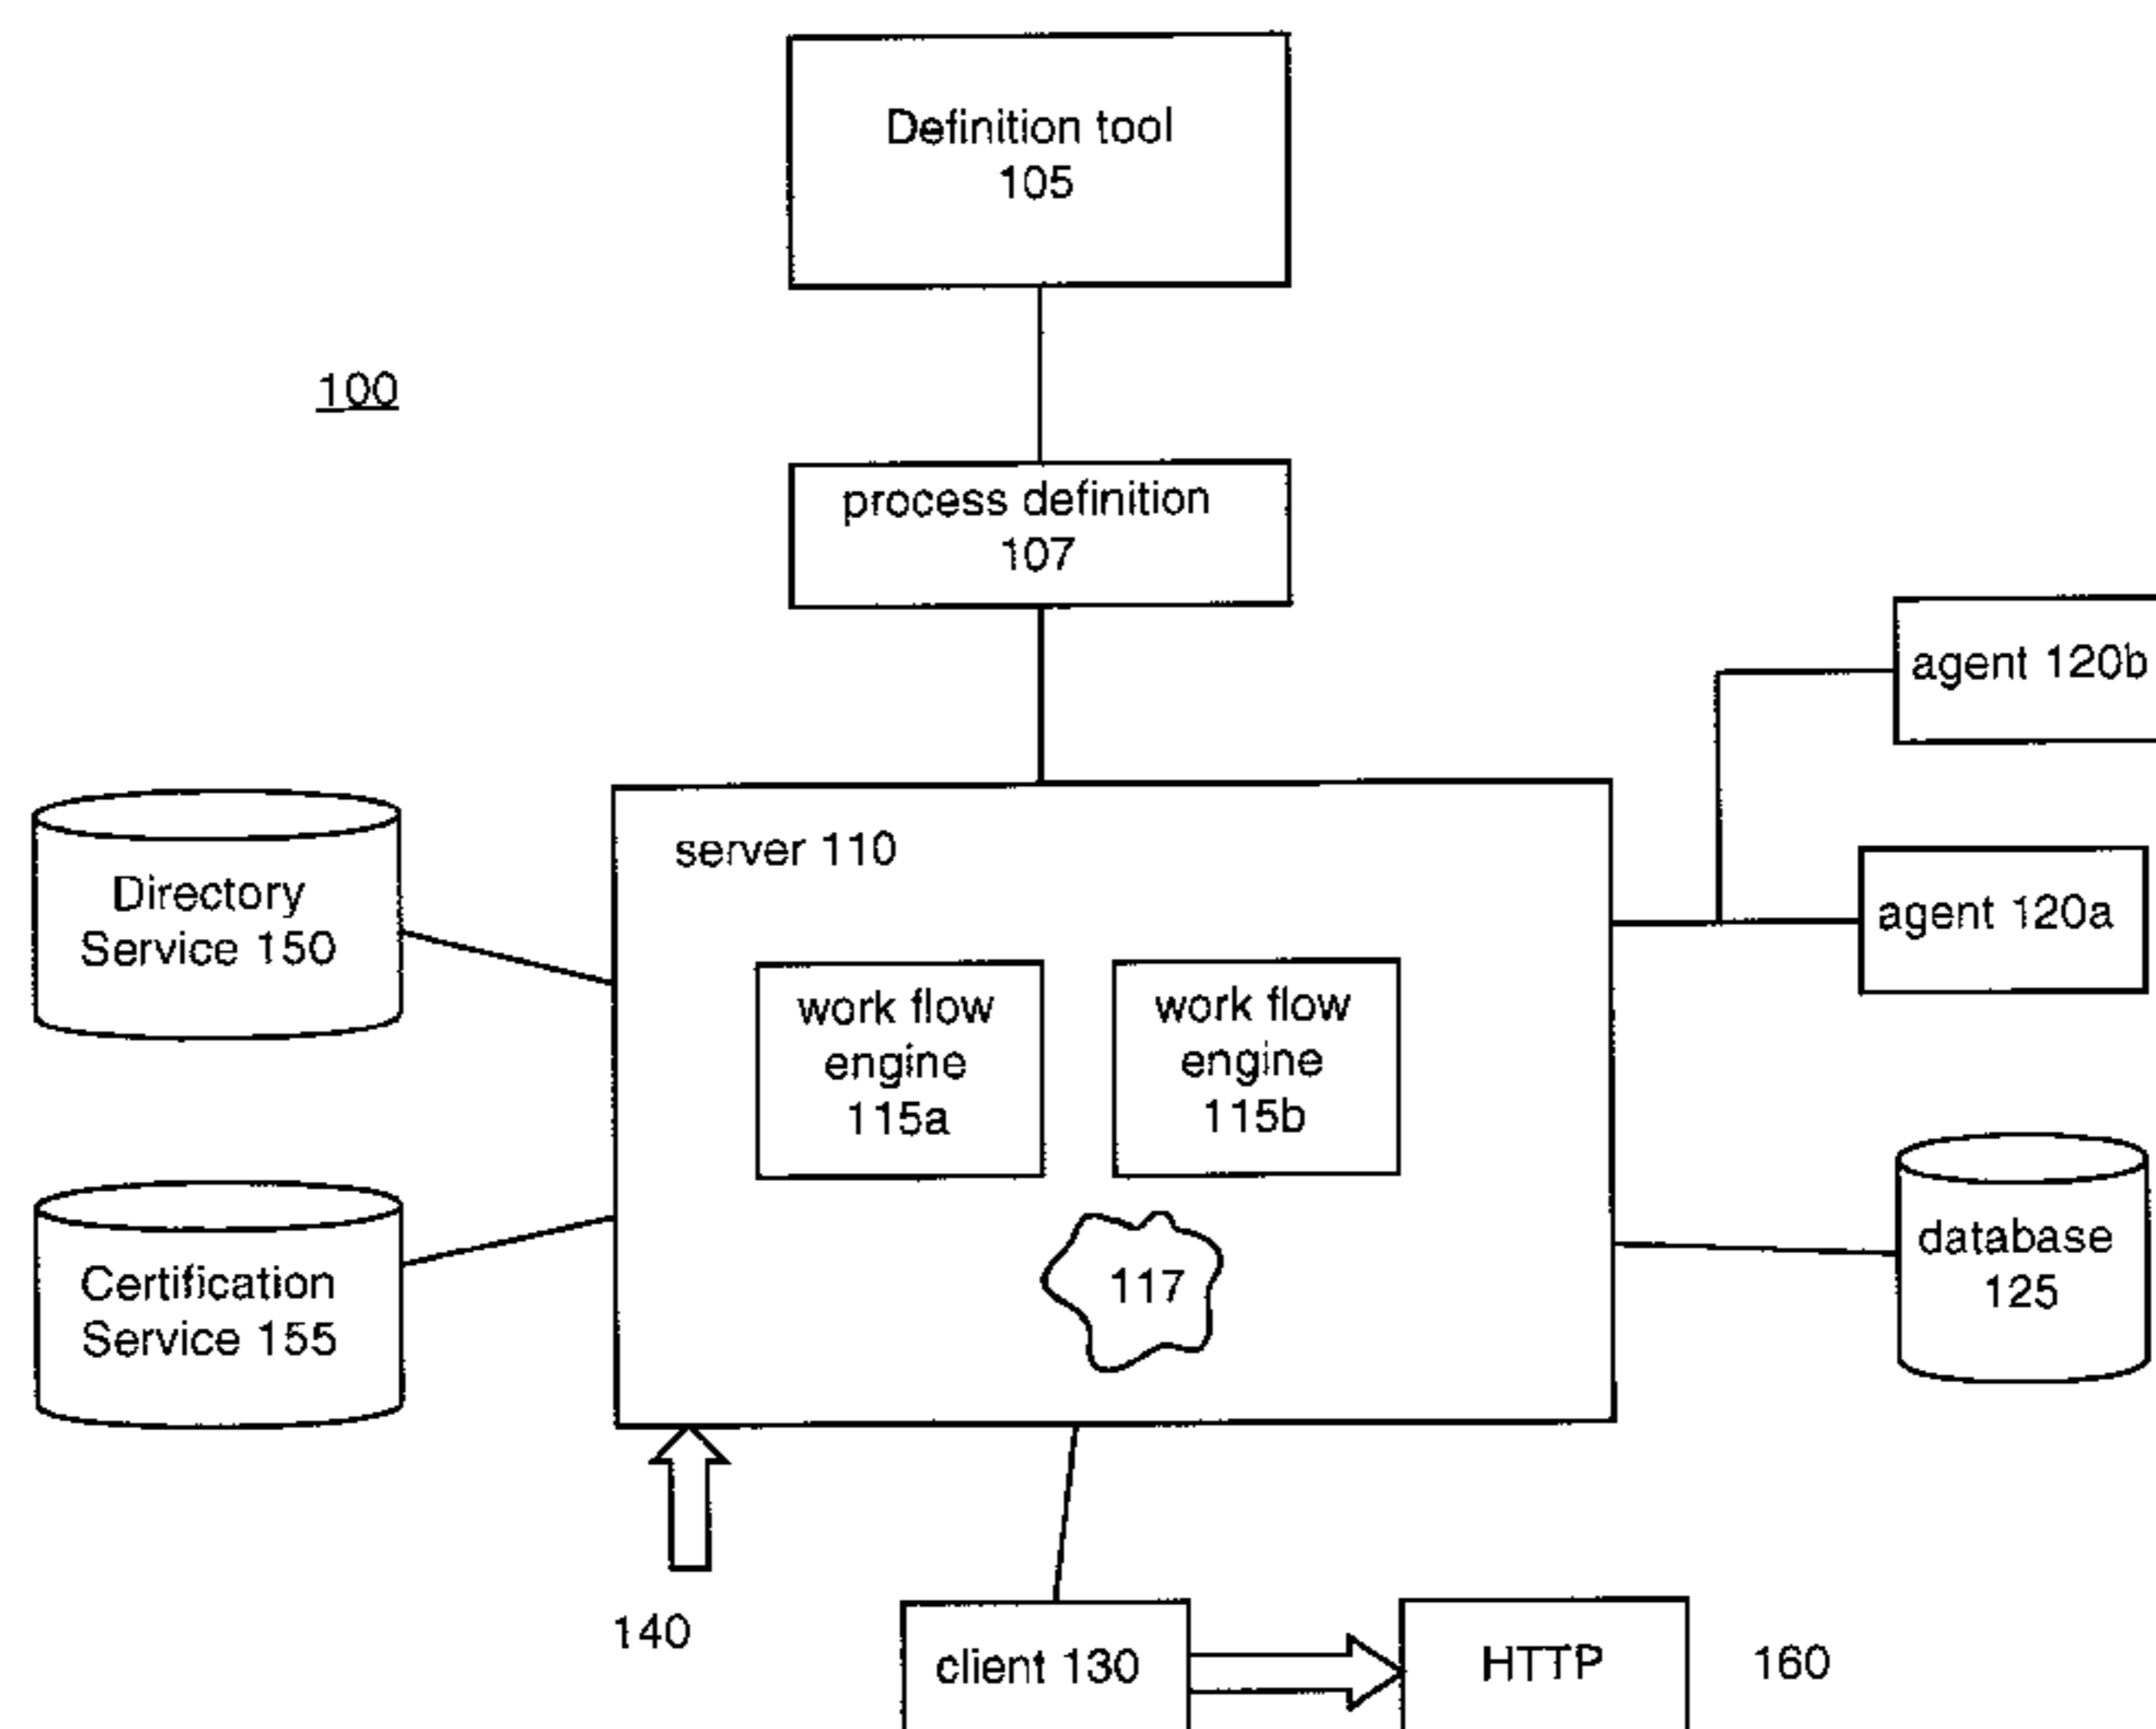 Definition tool
105
100
process definition
107
agent 120b
server 110
Directory
Service 150
agent 120a
work flow
engine
115a
work flow
engine
115b
Certification
Service 155
117
database
125
140
client 130
HTTP
160